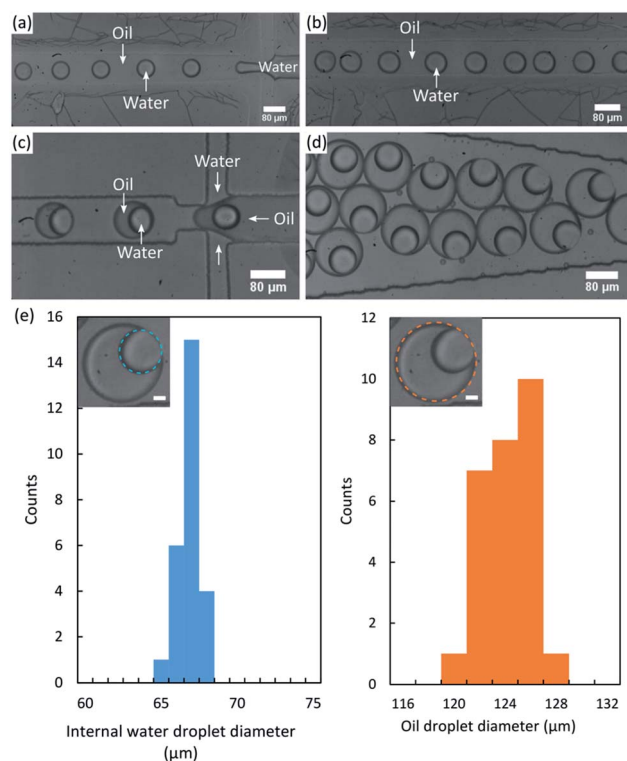 (a)
Oil
Water
Water
80 µm
(b)
Oil
Water
80 µm
(c)
Water
Oil
Oil
Water
80 µm
(d)
80 µm
(e)
16
14
12
10
8
6
4
2
0
Counts
60 65 70 75
Internal water droplet diameter
(µm)
12
10
8
6
4
2
0
Counts
116 120 124 128 132
Oil droplet diameter (µm)